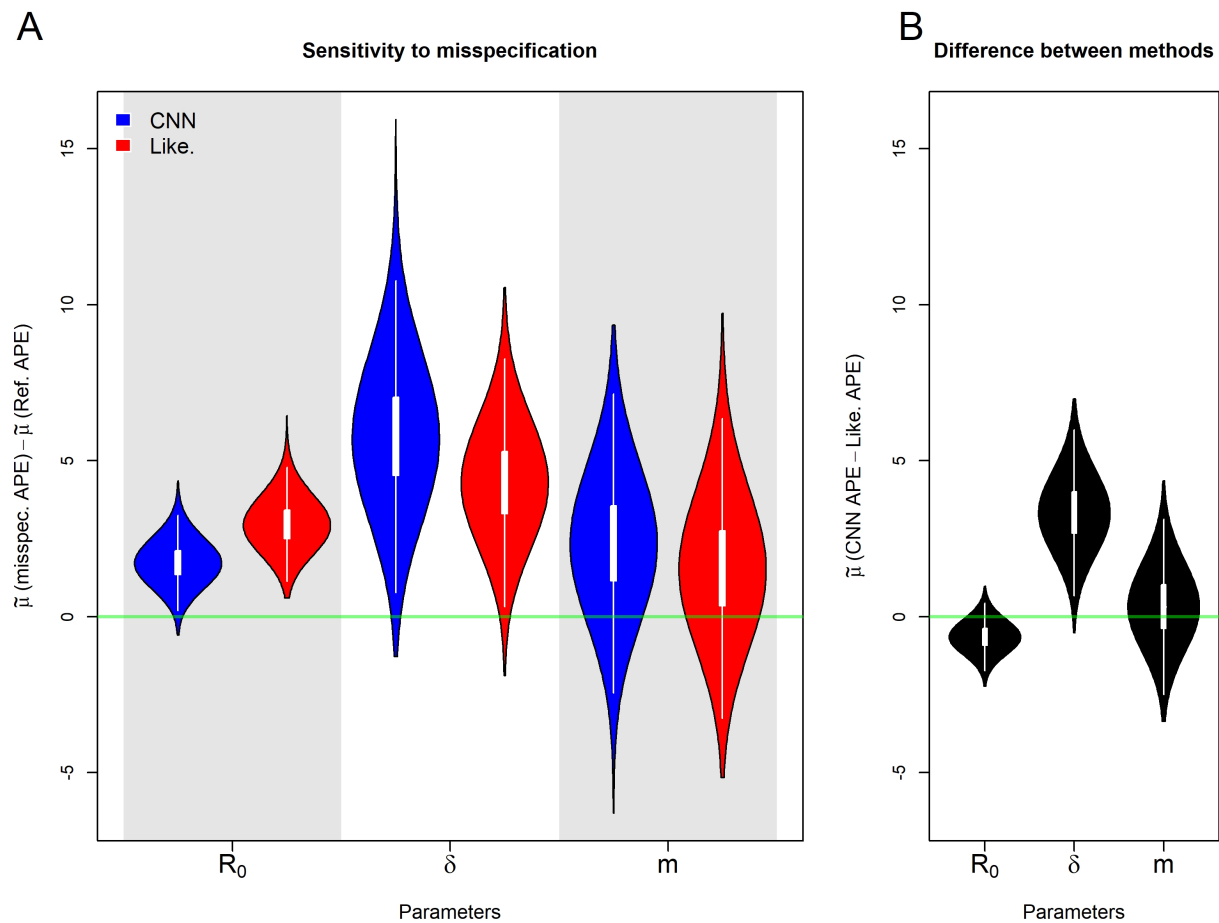 A
Sensitivity to misspecification
CNN
Like.
15
10
5
0
-5
μ̃ (misspec. APE) − μ̃ (Ref. APE)
R₀ δ m
Parameters
B
Difference between methods
15
10
5
0
-5
μ̃ (CNN APE − Like. APE)
R₀ δ m
Parameters